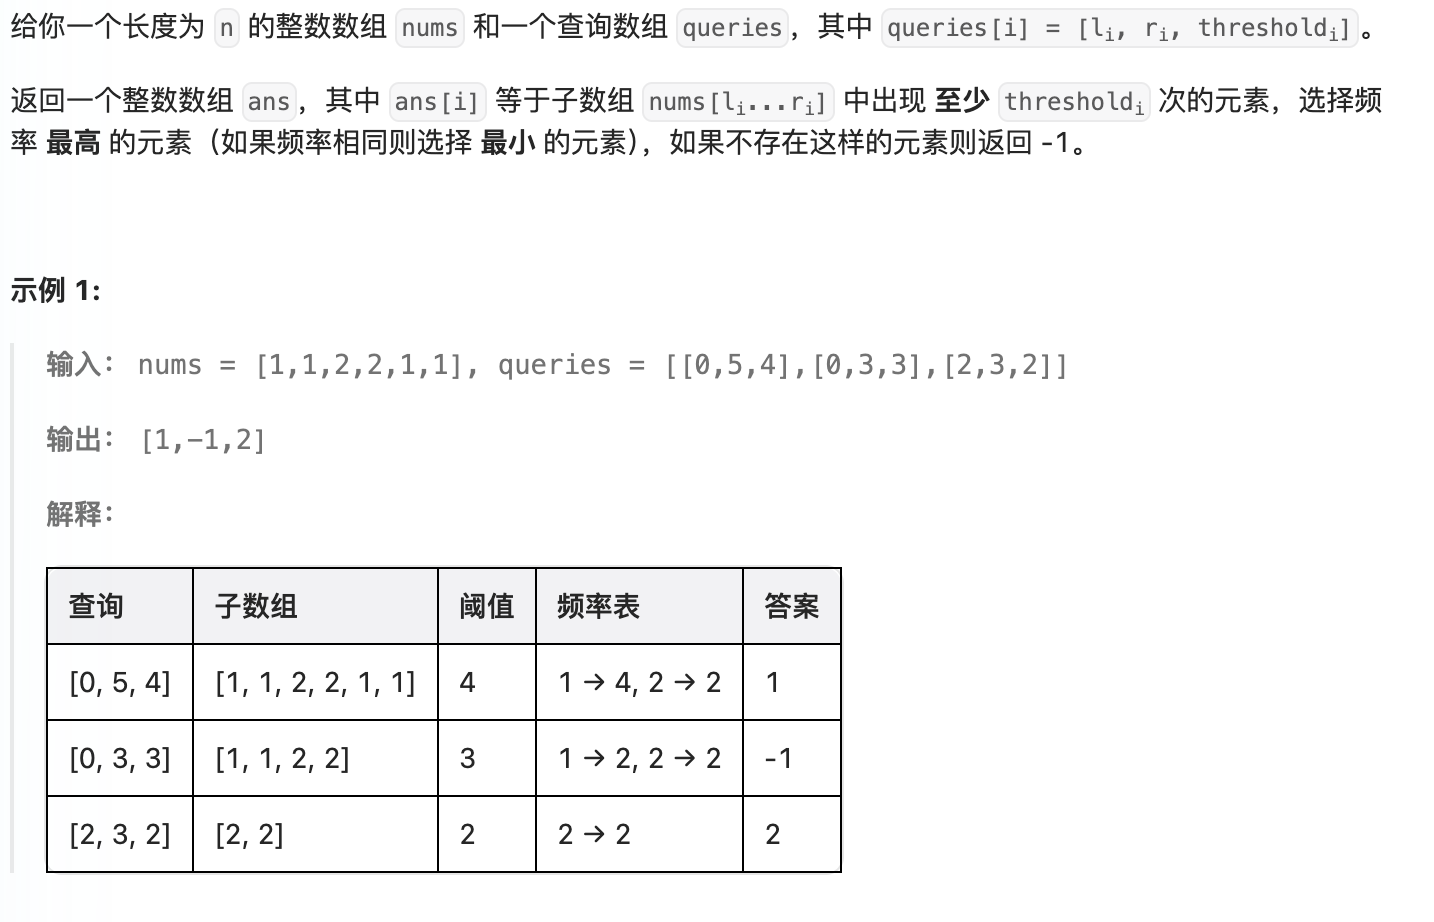 给你一个长度为 n 的整数数组 nums 和一个查询数组 queries，其中 queries[i] = [lᵢ, rᵢ, thresholdᵢ]。
返回一个整数数组 ans，其中 ans[i] 等于子数组 nums[lᵢ...rᵢ] 中出现 至少 thresholdᵢ 次的元素，选择频
率 最高 的元素（如果频率相同则选择 最小 的元素），如果不存在这样的元素则返回 -1。
示例 1:
输入： nums = [1,1,2,2,1,1], queries = [[0,5,4],[0,3,3],[2,3,2]]
输出： [1,-1,2]
解释：
查询 子数组 阈值 频率表 答案
[0, 5, 4] [1, 1, 2, 2, 1, 1] 4 1 → 4, 2 → 2 1
[0, 3, 3] [1, 1, 2, 2] 3 1 → 2, 2 → 2 -1
[2, 3, 2] [2, 2] 2 2 → 2 2